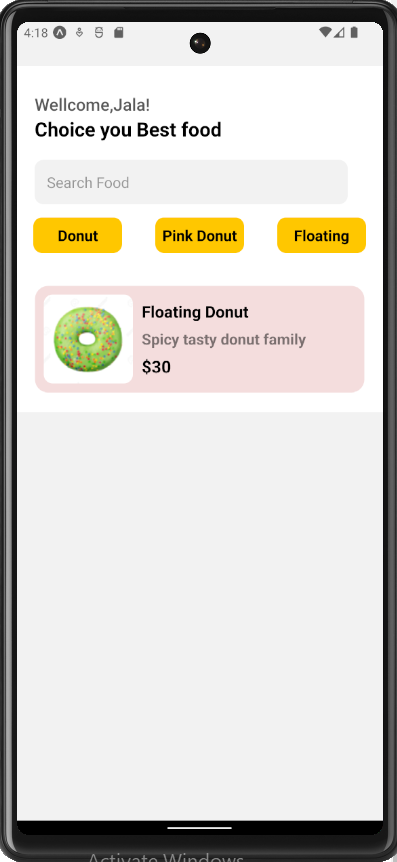 4:18
Wellcome,Jala!
Choice you Best food
Search Food
Donut Pink Donut Floating
Floating Donut
Spicy tasty donut family
$30
Activate Windows